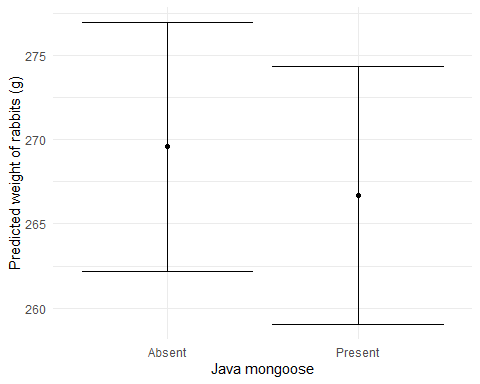 Predicted weight of rabbits (g)
275
270
265
260
Absent
Present
Java mongoose